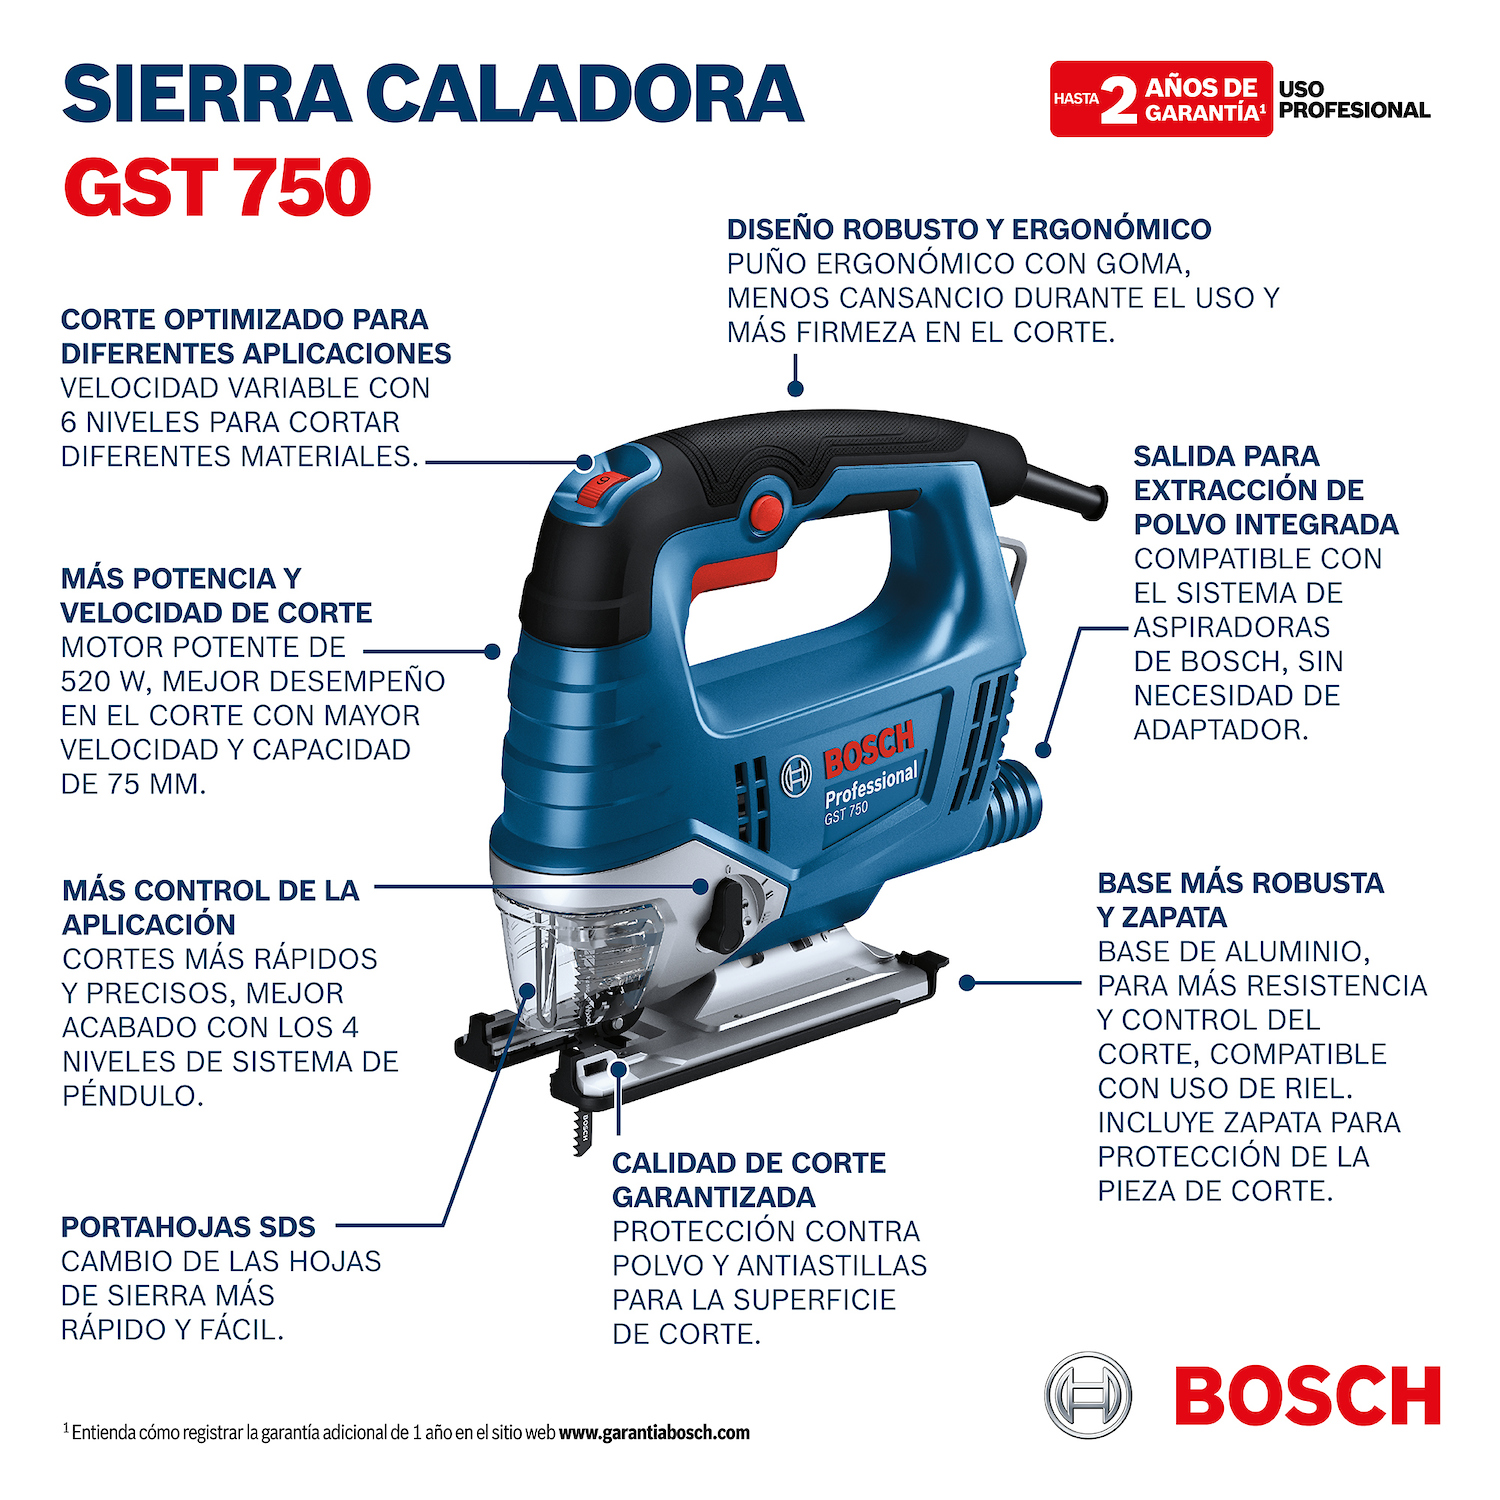 SIERRA CALADORA
GST 750
HASTA 2 AÑOS DE GARANTÍA¹
USO PROFESIONAL
DISEÑO ROBUSTO Y ERGONÓMICO
PUÑO ERGONÓMICO CON GOMA,
MENOS CANSANCIO DURANTE EL USO Y
MÁS FIRMEZA EN EL CORTE.
CORTE OPTIMIZADO PARA
DIFERENTES APLICACIONES
VELOCIDAD VARIABLE CON
6 NIVELES PARA CORTAR
DIFERENTES MATERIALES.
SALIDA PARA
EXTRACCIÓN DE
POLVO INTEGRADA
COMPATIBLE CON
EL SISTEMA DE
ASPIRADORAS
DE BOSCH, SIN
NECESIDAD DE
ADAPTADOR.
MÁS POTENCIA Y
VELOCIDAD DE CORTE
MOTOR POTENTE DE
520 W, MEJOR DESEMPEÑO
EN EL CORTE CON MAYOR
VELOCIDAD Y CAPACIDAD
DE 75 MM.
6
BOSCH
Professional
GST 750
MÁS CONTROL DE LA
APLICACIÓN
CORTES MÁS RÁPIDOS
Y PRECISOS, MEJOR
ACABADO CON LOS 4
NIVELES DE SISTEMA DE
PÉNDULO.
BASE MÁS ROBUSTA
Y ZAPATA
BASE DE ALUMINIO,
PARA MÁS RESISTENCIA
Y CONTROL DEL
CORTE, COMPATIBLE
CON USO DE RIEL.
INCLUYE ZAPATA PARA
PROTECCIÓN DE LA
PIEZA DE CORTE.
BOSCH
PORTAHOJAS SDS
CAMBIO DE LAS HOJAS
DE SIERRA MÁS
RÁPIDO Y FÁCIL.
CALIDAD DE CORTE
GARANTIZADA
PROTECCIÓN CONTRA
POLVO Y ANTIASTILLAS
PARA LA SUPERFICIE
DE CORTE.
BOSCH
¹ Entienda cómo registrar la garantía adicional de 1 año en el sitio web www.garantiabosch.com